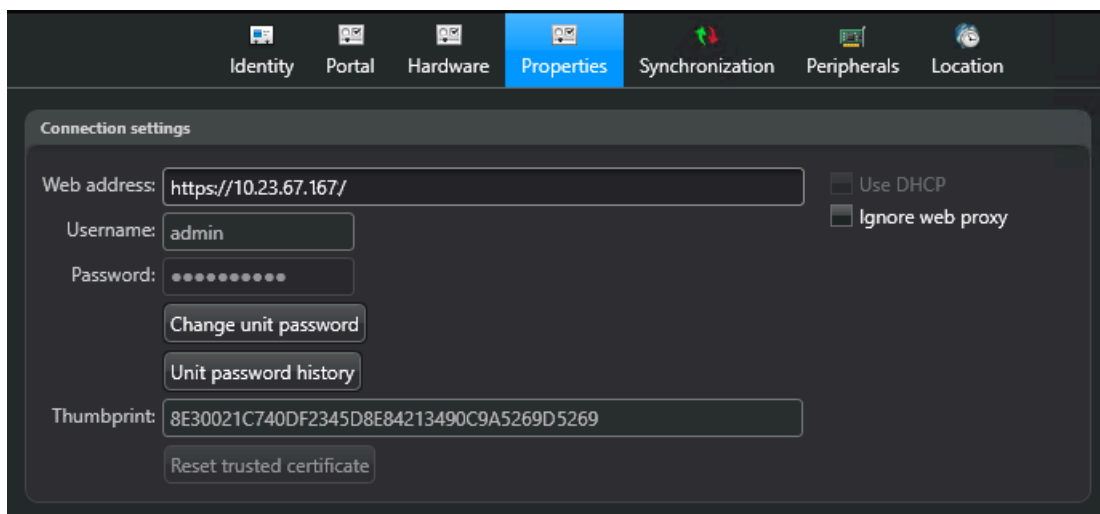 Identity Portal Hardware Properties Synchronization Peripherals Location
Connection settings
Web address: https://10.23.67.167/ Use DHCP
Ignore web proxy
Username: admin
Password: ●●●●●●●●●●
Change unit password
Unit password history
Thumbprint: 8E30021C740DF2345D8E84213490C9A5269D5269
Reset trusted certificate